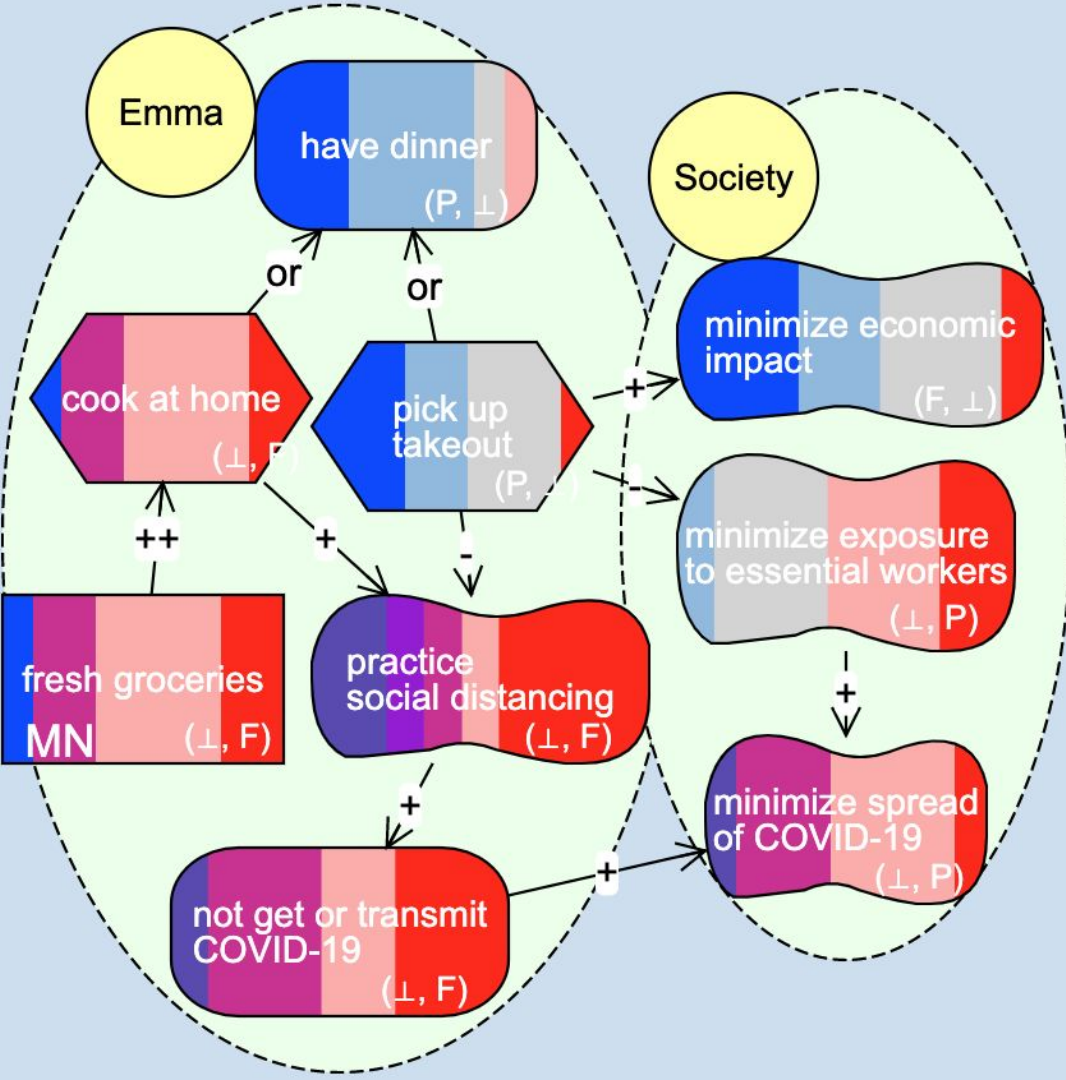 Emma
have dinner
(P, ⊥)
or
or
cook at home
(⊥, F)
pick up
takeout
(P, ⊥)
++
+
-
fresh groceries
MN
(⊥, F)
practice
social distancing
(⊥, F)
+
not get or transmit
COVID-19
(⊥, F)
+
+
-
Society
minimize economic
impact
(F, ⊥)
minimize exposure
to essential workers
(⊥, P)
+
minimize spread
of COVID-19
(⊥, P)